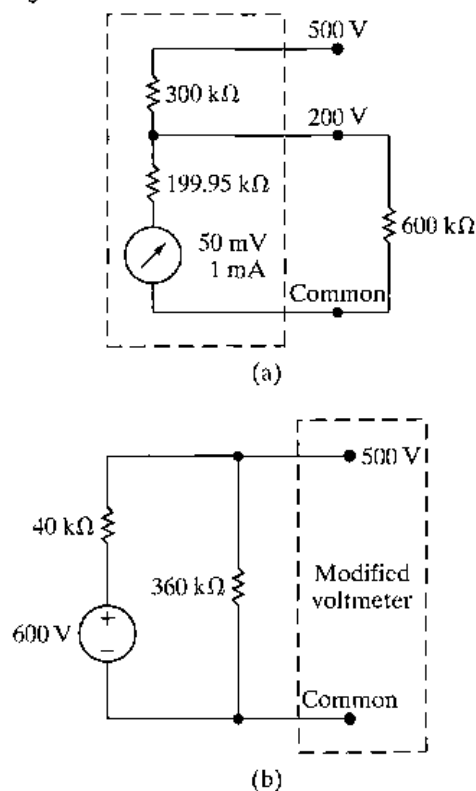 500 V
300 kΩ
200 V
199.95 kΩ
600 kΩ
50 mV
1 mA
Common
(a)
500 V
40 kΩ
360 kΩ
Modified
voltmeter
600 V
+
−
Common
(b)